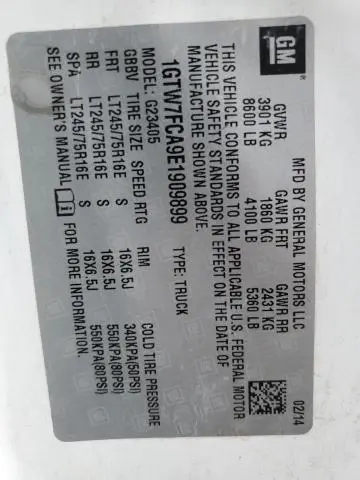 GM
MFD BY GENERAL MOTORS LLC 02/14
GVWR GAWR FRT GAWR RR
3901 KG 1860 KG 2431 KG
8600 LB 4100 LB 5360 LB
THIS VEHICLE CONFORMS TO ALL APPLICABLE U.S. FEDERAL MOTOR
VEHICLE SAFETY STANDARDS IN EFFECT ON THE DATE OF
MANUFACTURE SHOWN ABOVE.
1GTW7FCA9E1909899 TYPE: TRUCK
MODEL: G23405
GBBV TIRE SIZE SPEED RTG RIM COLD TIRE PRESSURE
FRT LT245/75R16E S 16X6.5J 340KPA(50PSI)
RR LT245/75R16E S 16X6.5J 550KPA(80PSI)
SPA LT245/75R16E S 16X6.5J 550KPA(80PSI)
SEE OWNER'S MANUAL FOR MORE INFORMATION.